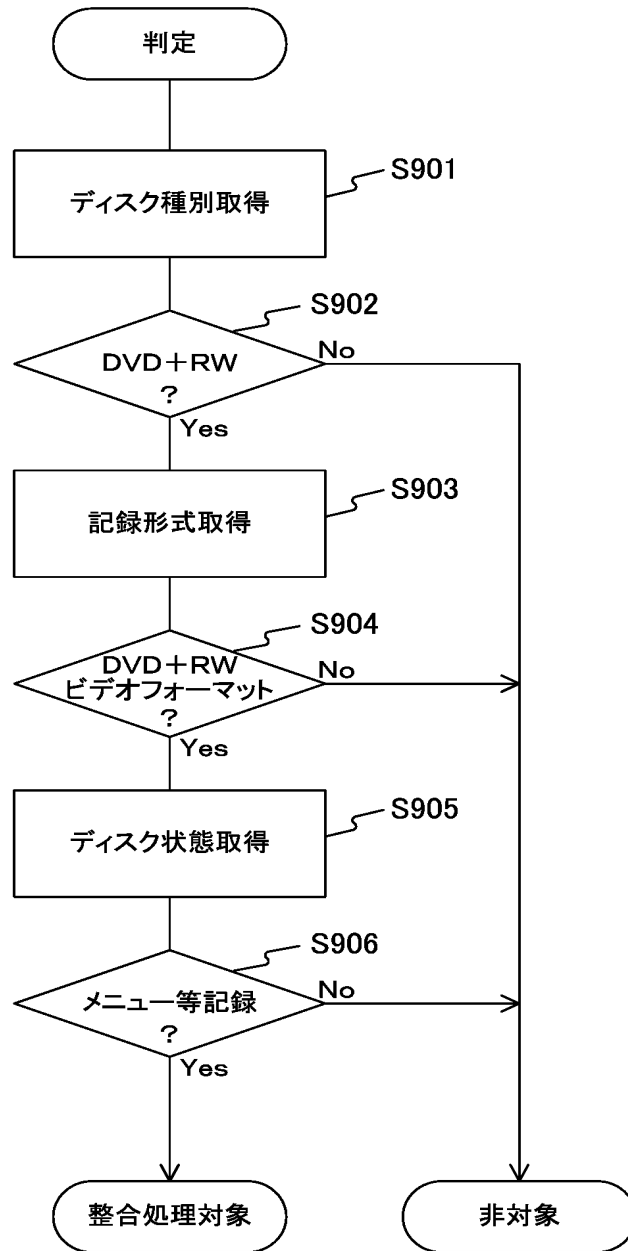 判定
ディスク種別取得
S901
S902
DVD+RW
?
No
Yes
記録形式取得
S903
S904
DVD+RW
ビデオフォーマット
?
No
Yes
ディスク状態取得
S905
S906
メニュー等記録
?
No
Yes
整合処理対象
非対象